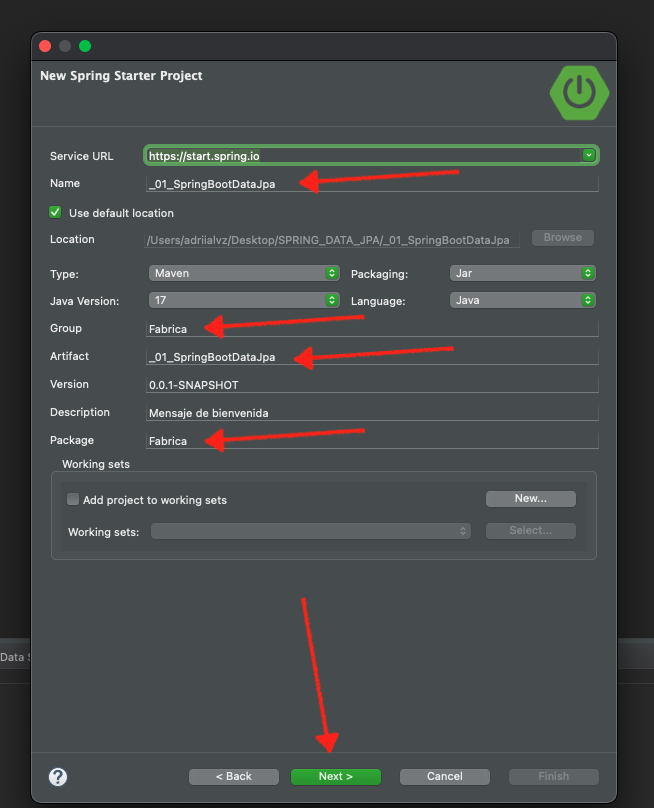 New Spring Starter Project
Service URL https://start.spring.io
Name _01_SpringBootDataJpa
Use default location
Location /Users/adriialvz/Desktop/SPRING_DATA_JPA/_01_SpringBootDataJpa Browse
Type: Maven Packaging: Jar
Java Version: 17 Language: Java
Group Fabrica
Artifact _01_SpringBootDataJpa
Version 0.0.1-SNAPSHOT
Description Mensaje de bienvenida
Package Fabrica
Working sets
Add project to working sets New...
Working sets: Select...
Data S
? < Back Next > Cancel Finish